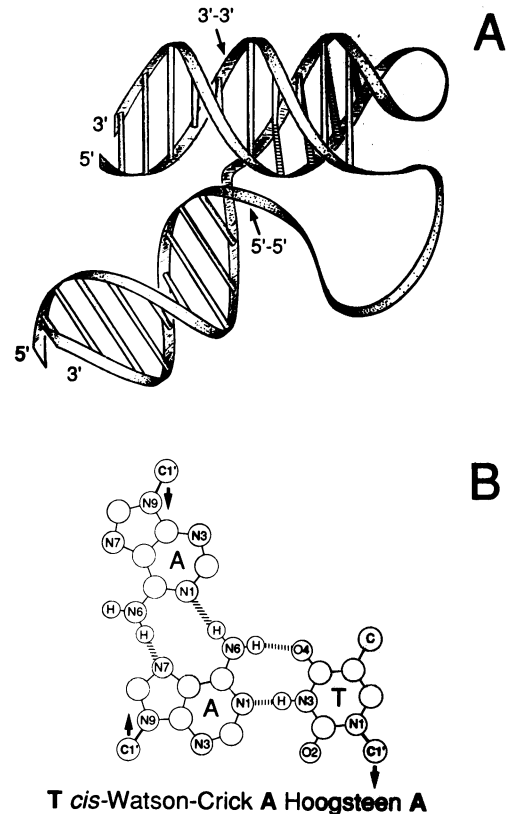 A
3'-3'
3'
5'
5'-5'
5'
3'
B
C1'
N9
N7
N3
A
N1
H N6
H
H
N6 H O4 C
N7
A N1 H N3 T
N9 N1
C1' N3 O2 C1'
T cis-Watson-Crick A Hoogsteen A